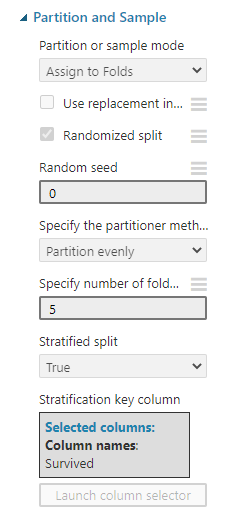 Partition and Sample
Partition or sample mode
Assign to Folds
Use replacement in...
Randomized split
Random seed
0
Specify the partitioner meth...
Partition evenly
Specify number of fold...
5
Stratified split
True
Stratification key column
Selected columns:
Column names:
Survived
Launch column selector